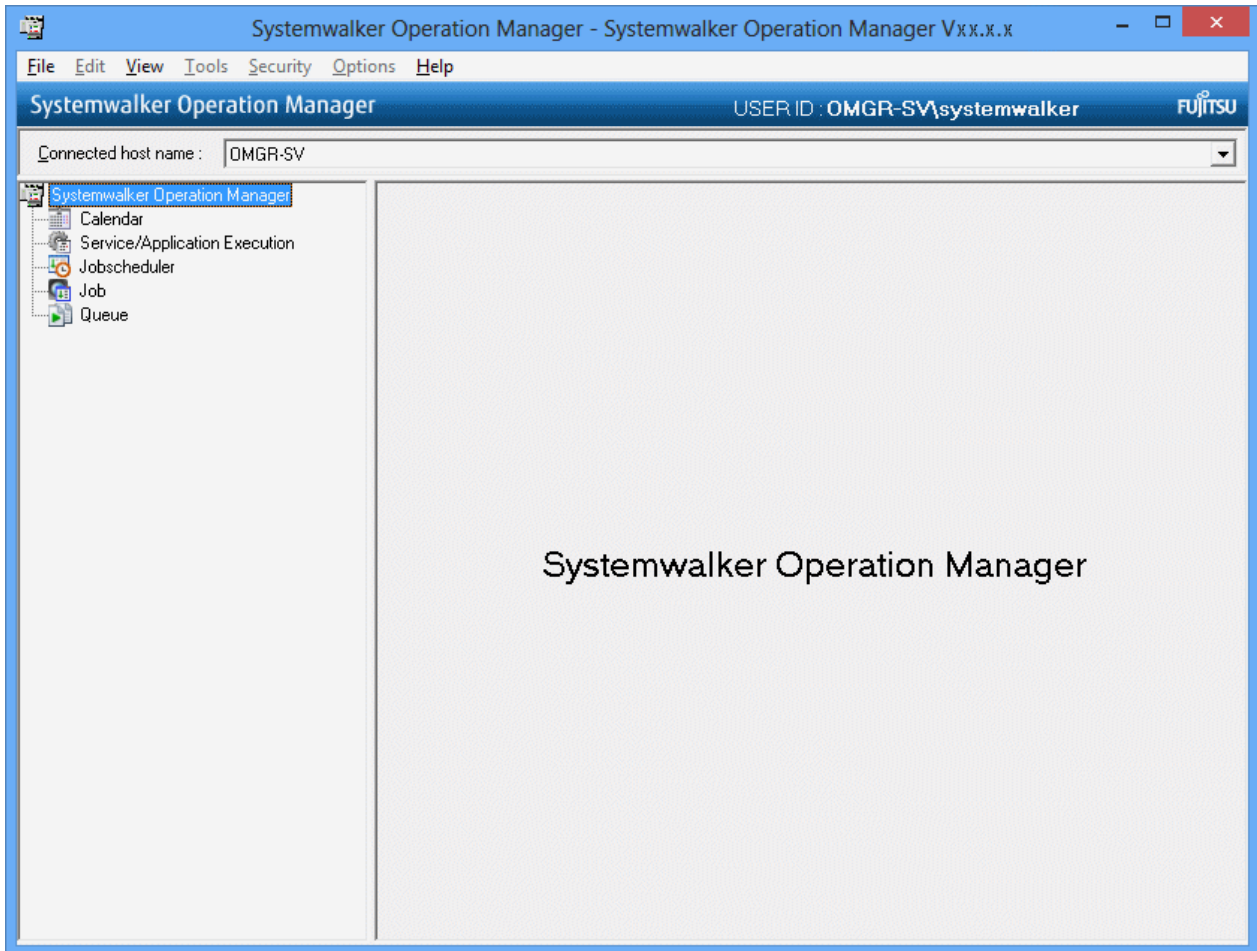 Systemwalker Operation Manager - Systemwalker Operation Manager Vxx.x.x
File Edit View Tools Security Options Help
Systemwalker Operation Manager USER ID : OMGR-SV\systemwalker FUJITSU
Connected host name : OMGR-SV
Systemwalker Operation Manager
Calendar
Service/Application Execution
Jobscheduler
Job
Queue
Systemwalker Operation Manager